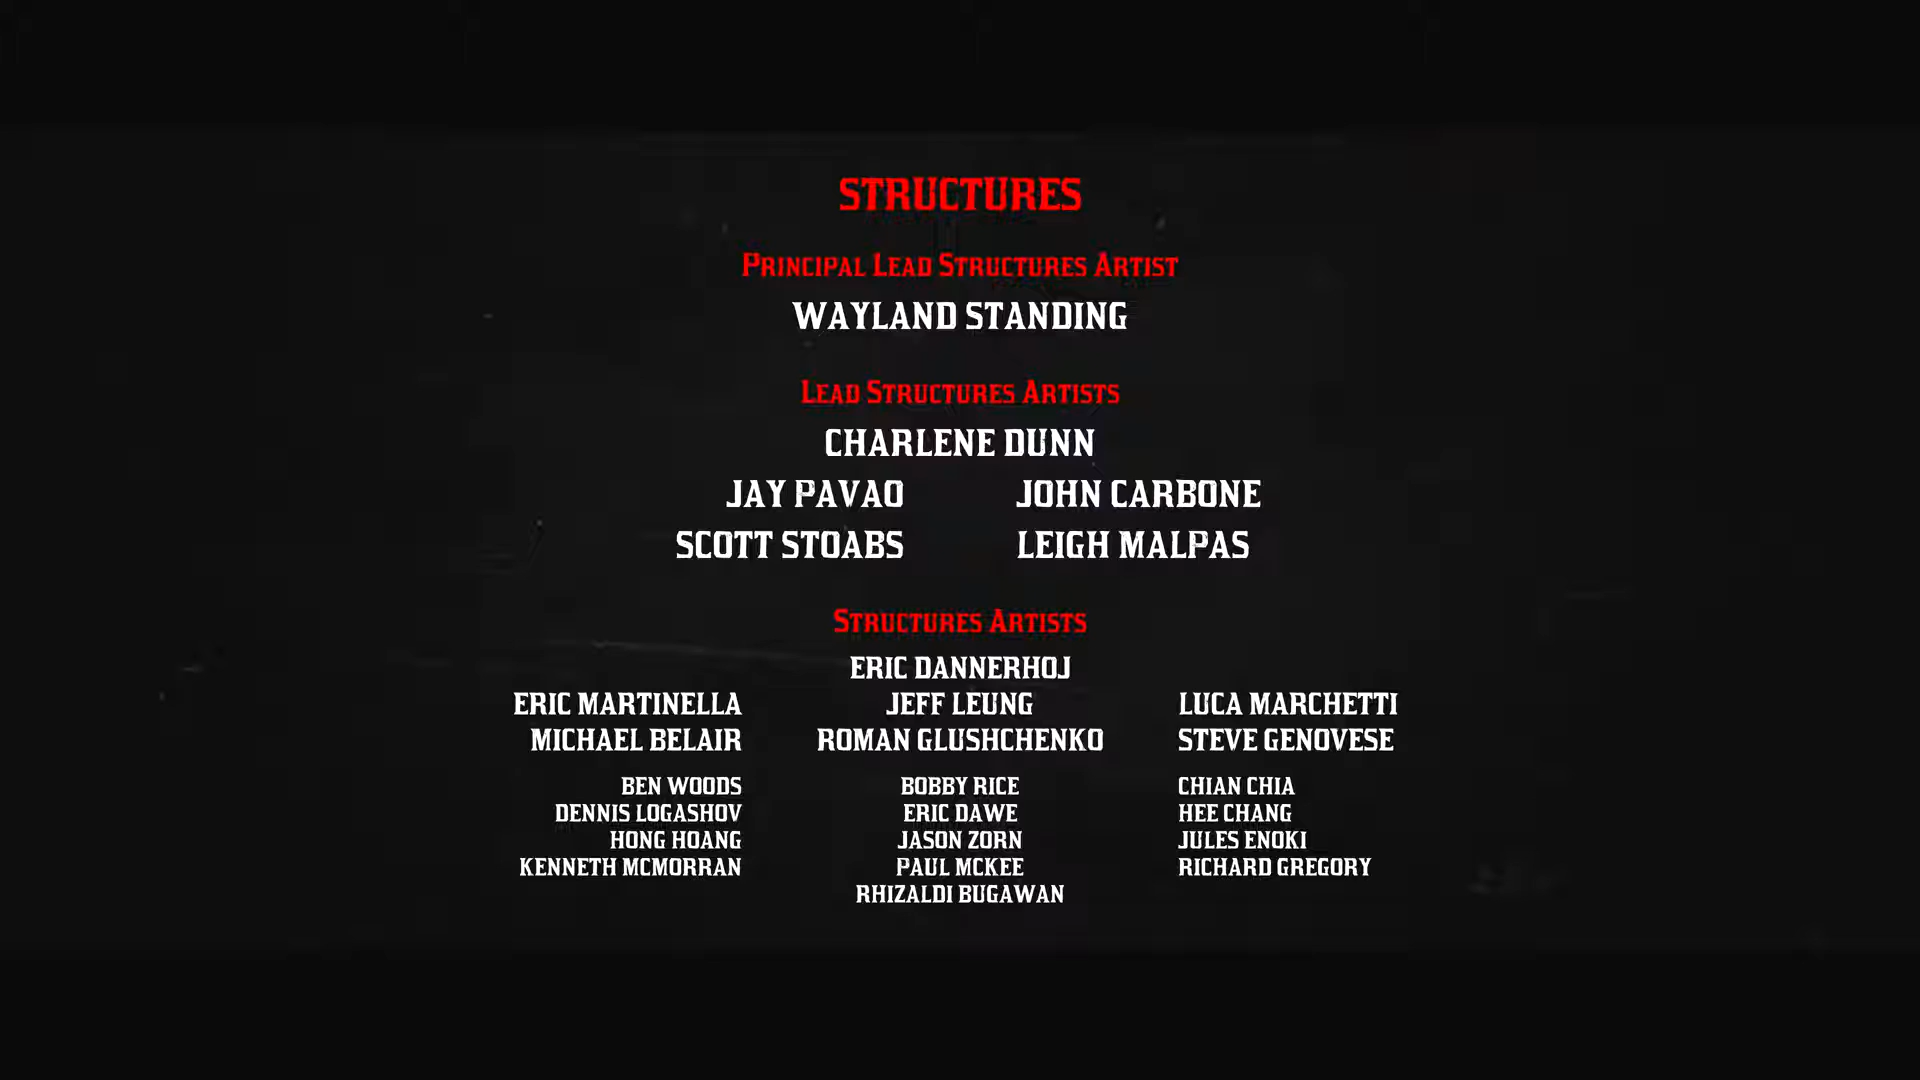 STRUCTURES
PRINCIPAL LEAD STRUCTURES ARTIST
WAYLAND STANDING
LEAD STRUCTURES ARTISTS
CHARLENE DUNN
JAY PAVAO JOHN CARBONE
SCOTT STOABS LEIGH MALPAS
STRUCTURES ARTISTS
ERIC DANNERHOJ
ERIC MARTINELLA JEFF LEUNG LUCA MARCHETTI
MICHAEL BELAIR ROMAN GLUSHCHENKO STEVE GENOVESE
BEN WOODS BOBBY RICE CHIAN CHIA
DENNIS LOGASHOV ERIC DAWE HEE CHANG
HONG HOANG JASON ZORN JULES ENOKI
KENNETH MCMORRAN PAUL MCKEE RICHARD GREGORY
RHIZALDI BUGAWAN